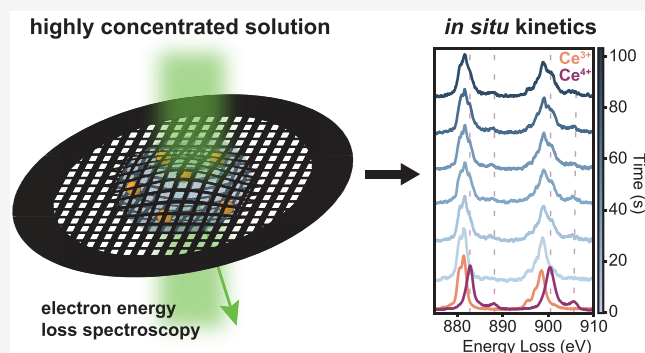 highly concentrated solution
in situ kinetics
electron energy
loss spectroscopy
Ce3+
Ce4+
100
80
60
40
20
0
Time (s)
880 890 900 910
Energy Loss (eV)